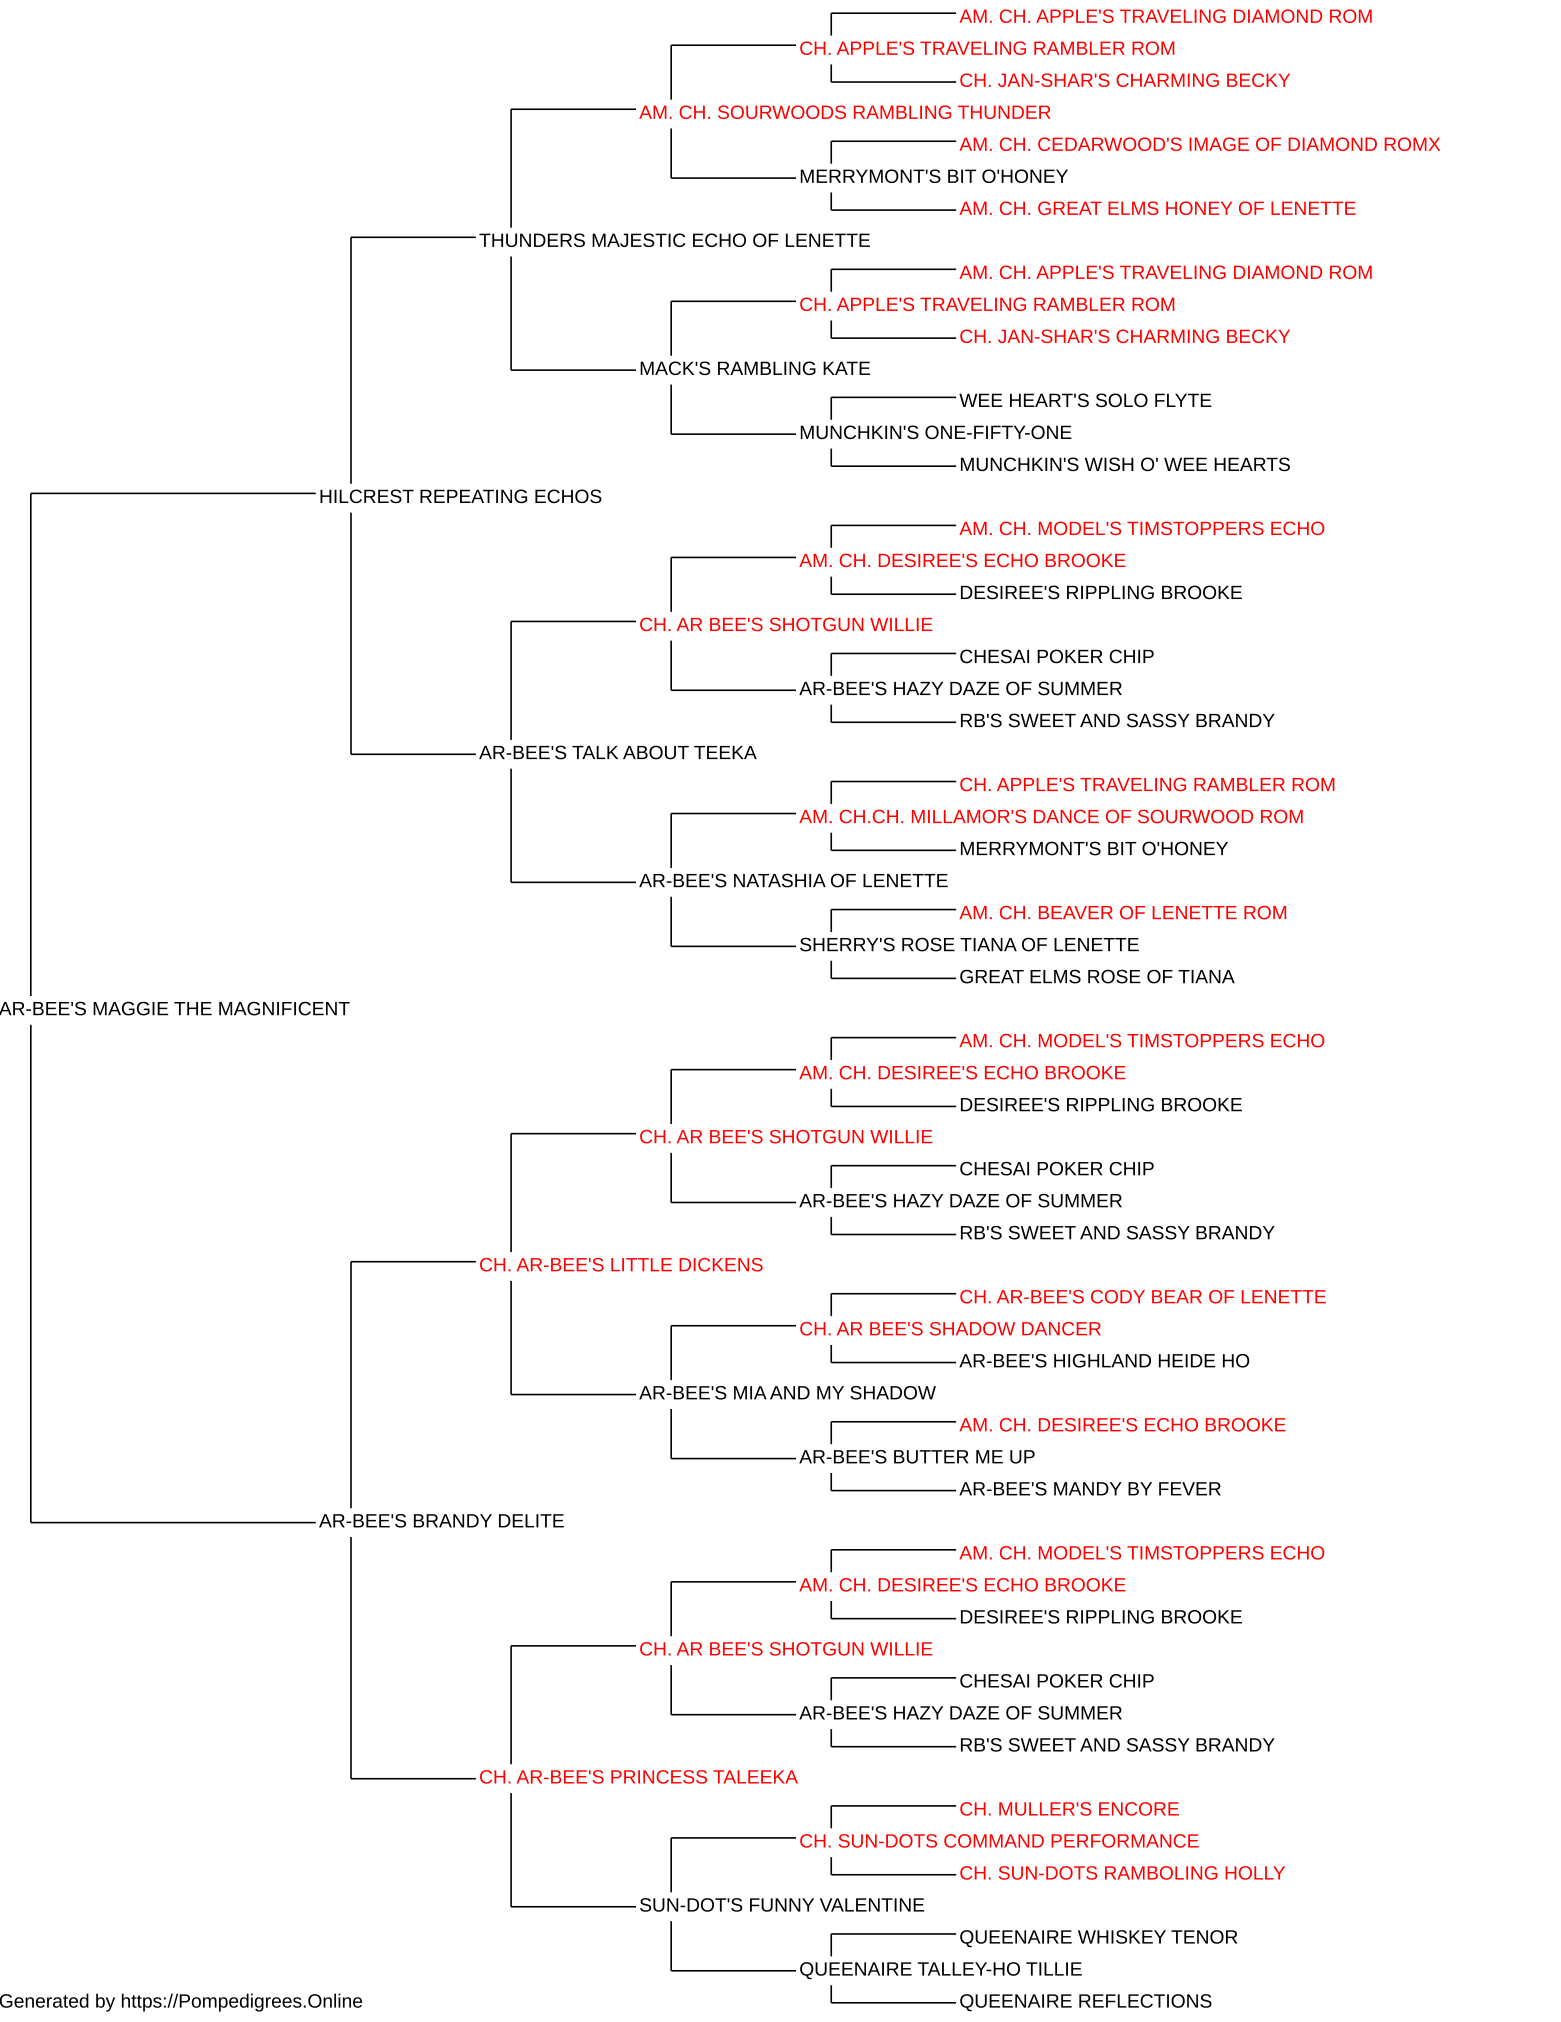 AM. CH. APPLE'S TRAVELING DIAMOND ROM
CH. APPLE'S TRAVELING RAMBLER ROM
CH. JAN-SHAR'S CHARMING BECKY
AM. CH. SOURWOODS RAMBLING THUNDER
AM. CH. CEDARWOOD'S IMAGE OF DIAMOND ROMX
MERRYMONT'S BIT O'HONEY
AM. CH. GREAT ELMS HONEY OF LENETTE
THUNDERS MAJESTIC ECHO OF LENETTE
AM. CH. APPLE'S TRAVELING DIAMOND ROM
CH. APPLE'S TRAVELING RAMBLER ROM
CH. JAN-SHAR'S CHARMING BECKY
MACK'S RAMBLING KATE
WEE HEART'S SOLO FLYTE
MUNCHKIN'S ONE-FIFTY-ONE
MUNCHKIN'S WISH O' WEE HEARTS
HILCREST REPEATING ECHOS
AM. CH. MODEL'S TIMSTOPPERS ECHO
AM. CH. DESIREE'S ECHO BROOKE
DESIREE'S RIPPLING BROOKE
CH. AR BEE'S SHOTGUN WILLIE
CHESAI POKER CHIP
AR-BEE'S HAZY DAZE OF SUMMER
RB'S SWEET AND SASSY BRANDY
AR-BEE'S TALK ABOUT TEEKA
CH. APPLE'S TRAVELING RAMBLER ROM
AM. CH.CH. MILLAMOR'S DANCE OF SOURWOOD ROM
MERRYMONT'S BIT O'HONEY
AR-BEE'S NATASHIA OF LENETTE
AM. CH. BEAVER OF LENETTE ROM
SHERRY'S ROSE TIANA OF LENETTE
GREAT ELMS ROSE OF TIANA
AR-BEE'S MAGGIE THE MAGNIFICENT
AM. CH. MODEL'S TIMSTOPPERS ECHO
AM. CH. DESIREE'S ECHO BROOKE
DESIREE'S RIPPLING BROOKE
CH. AR BEE'S SHOTGUN WILLIE
CHESAI POKER CHIP
AR-BEE'S HAZY DAZE OF SUMMER
RB'S SWEET AND SASSY BRANDY
CH. AR-BEE'S LITTLE DICKENS
CH. AR-BEE'S CODY BEAR OF LENETTE
CH. AR BEE'S SHADOW DANCER
AR-BEE'S HIGHLAND HEIDE HO
AR-BEE'S MIA AND MY SHADOW
AM. CH. DESIREE'S ECHO BROOKE
AR-BEE'S BUTTER ME UP
AR-BEE'S MANDY BY FEVER
AR-BEE'S BRANDY DELITE
AM. CH. MODEL'S TIMSTOPPERS ECHO
AM. CH. DESIREE'S ECHO BROOKE
DESIREE'S RIPPLING BROOKE
CH. AR BEE'S SHOTGUN WILLIE
CHESAI POKER CHIP
AR-BEE'S HAZY DAZE OF SUMMER
RB'S SWEET AND SASSY BRANDY
CH. AR-BEE'S PRINCESS TALEEKA
CH. MULLER'S ENCORE
CH. SUN-DOTS COMMAND PERFORMANCE
CH. SUN-DOTS RAMBOLING HOLLY
SUN-DOT'S FUNNY VALENTINE
QUEENAIRE WHISKEY TENOR
QUEENAIRE TALLEY-HO TILLIE
QUEENAIRE REFLECTIONS
Generated by https://Pompedigrees.Online